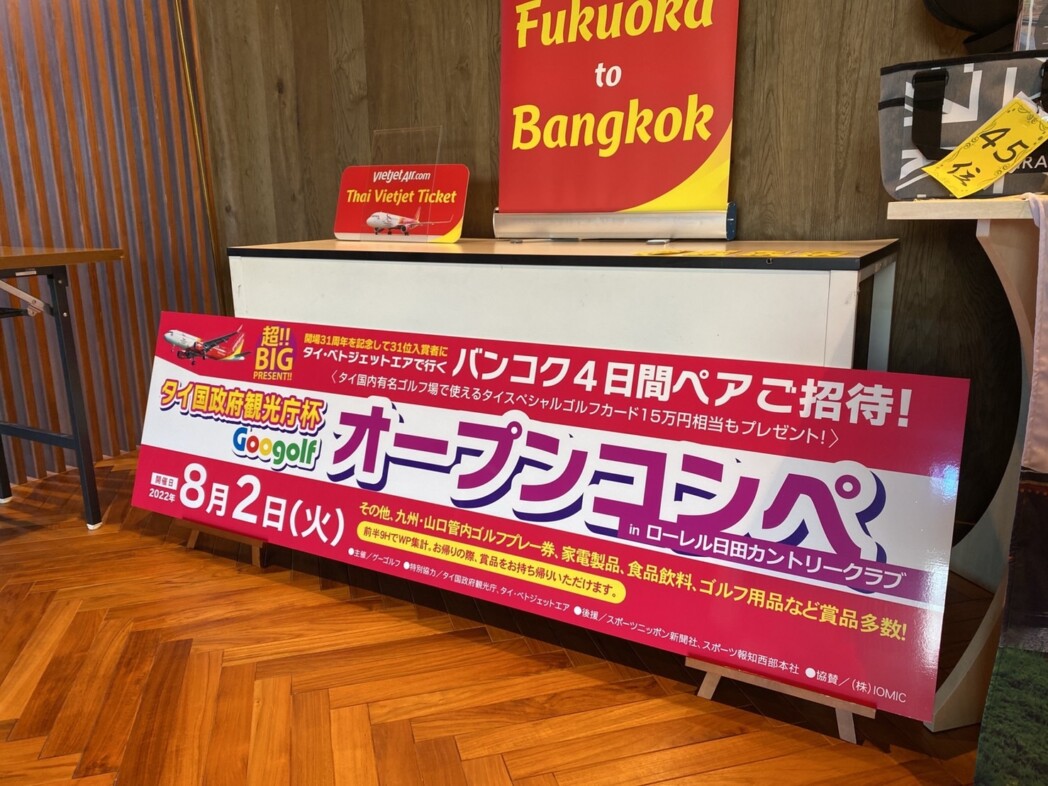 Fukuoka
to
Bangkok
vietjetAir.com
Thai Vietjet Ticket
45
位
超!!
BIG
PRESENT!!
開場31周年を記念して31位入賞者に
タイ・ベトジェットエアで行く バンコク4日間ペアご招待!
〈タイ国内有名ゴルフ場で使えるタイスペシャルゴルフカード15万円相当もプレゼント!〉
タイ国政府観光庁杯
Googolf
オープンコンペ
in ローレル日田カントリークラブ
開催日
2022年 8月2日(火)
その他、九州・山口管内ゴルフプレー券、家電製品、食品飲料、ゴルフ用品など賞品多数!
前半9HでWP集計。お帰りの際、賞品をお持ち帰りいただけます。
●主催/グーゴルフ ●特別協力/タイ国政府観光庁、タイ・ベトジェットエア ●後援/スポーツニッポン新聞社、スポーツ報知西部本社 ●協賛/(株)IOMIC